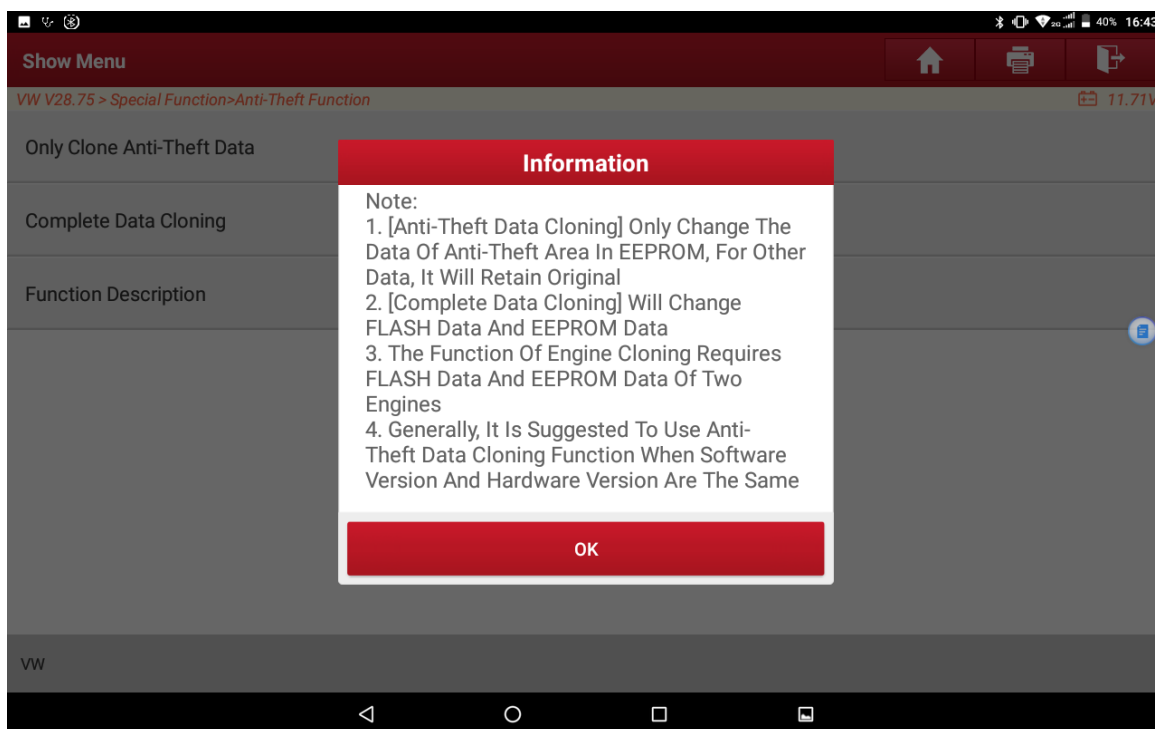 2G 40% 16:43
Show Menu
VW V28.75 > Special Function>Anti-Theft Function 11.71V
Only Clone Anti-Theft Data
Complete Data Cloning
Function Description
Information
Note:
1. [Anti-Theft Data Cloning] Only Change The
Data Of Anti-Theft Area In EEPROM, For Other
Data, It Will Retain Original
2. [Complete Data Cloning] Will Change
FLASH Data And EEPROM Data
3. The Function Of Engine Cloning Requires
FLASH Data And EEPROM Data Of Two
Engines
4. Generally, It Is Suggested To Use Anti-
Theft Data Cloning Function When Software
Version And Hardware Version Are The Same
OK
VW